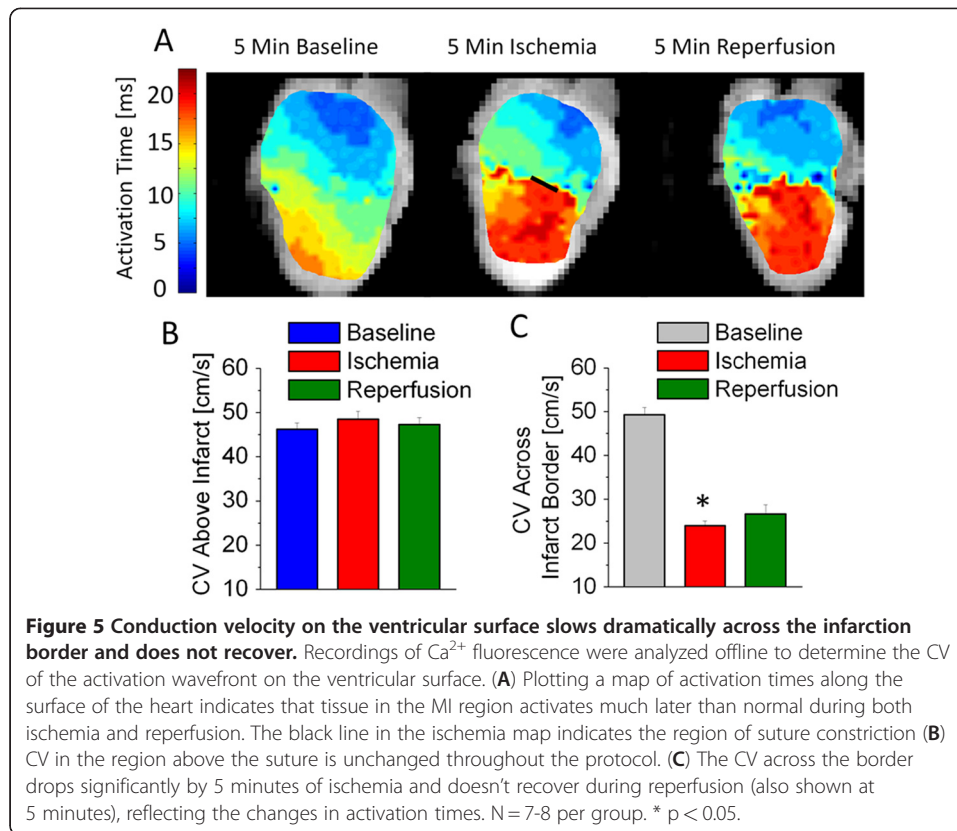 A
5 Min Baseline
5 Min Ischemia
5 Min Reperfusion
Activation Time [ms]
20
15
10
5
0
B
Baseline
Ischemia
Reperfusion
CV Above Infarct [cm/s]
60
50
40
30
20
10
C
Baseline
Ischemia
Reperfusion
CV Across
Infarct Border [cm/s]
60
50
40
30
20
10
*
Figure 5 Conduction velocity on the ventricular surface slows dramatically across the infarction
border and does not recover. Recordings of Ca²⁺ fluorescence were analyzed offline to determine the CV
of the activation wavefront on the ventricular surface. (A) Plotting a map of activation times along the
surface of the heart indicates that tissue in the MI region activates much later than normal during both
ischemia and reperfusion. The black line in the ischemia map indicates the region of suture constriction (B)
CV in the region above the suture is unchanged throughout the protocol. (C) The CV across the border
drops significantly by 5 minutes of ischemia and doesn't recover during reperfusion (also shown at
5 minutes), reflecting the changes in activation times. N = 7-8 per group. * p < 0.05.